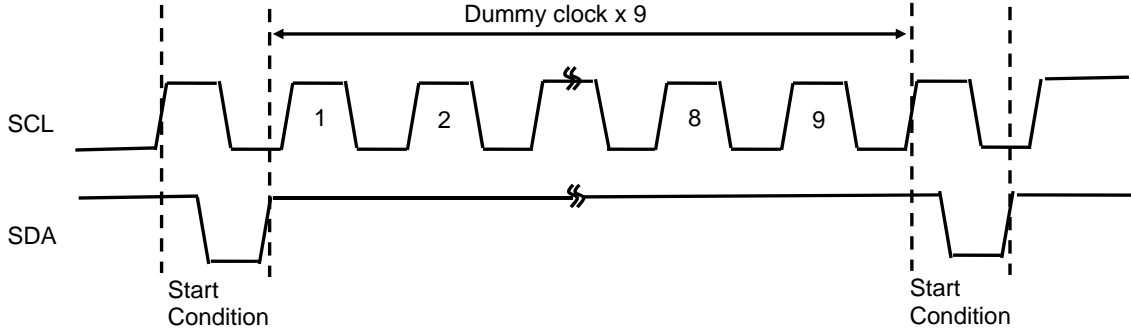 Dummy clock x 9
SCL
1
2
8
9
SDA
Start
Condition
Start
Condition